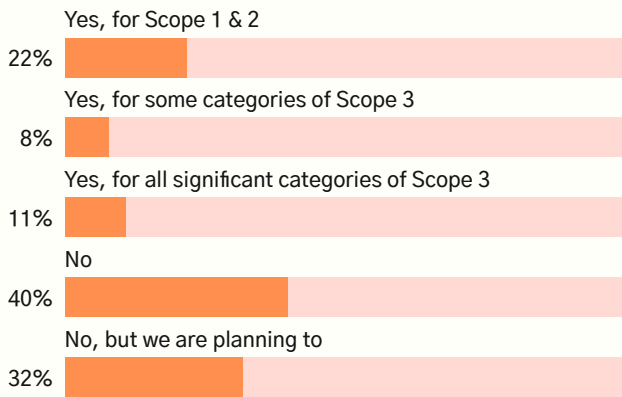 Yes, for Scope 1 & 2
22%
Yes, for some categories of Scope 3
8%
Yes, for all significant categories of Scope 3
11%
No
40%
No, but we are planning to
32%